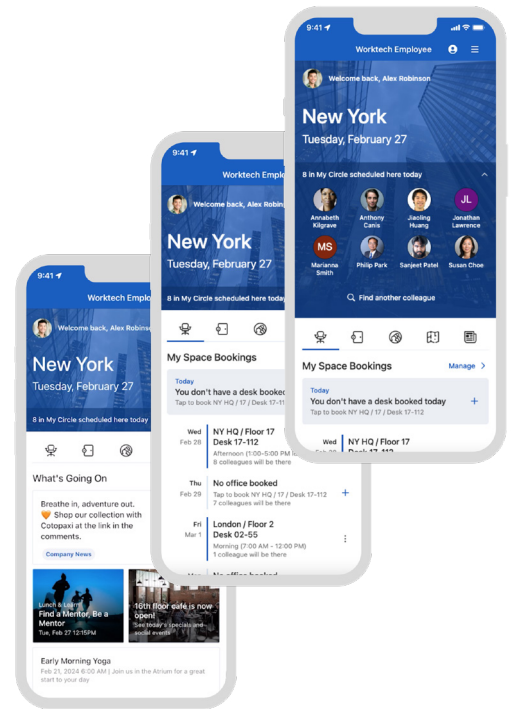 9:41
Worktech Employee
Welcome back, Alex Robinson
New York
Tuesday, February 27
8 in My Circle scheduled here today
JL
Annabeth Kilgrave
Anthony Canis
Jiaoling Huang
Jonathan Lawrence
MS
Marianna Smith
Philip Park
Sanjeet Patel
Susan Choe
Find another colleague
My Space Bookings
Manage
Today
You don't have a desk booked today
Tap to book NY HQ / 17 / Desk 17-112
Wed
NY HQ / Floor 17
9:41
Worktech
Welcome back, Alex
New York
Tuesday, February 27
8 in My Circle scheduled here today
My Space Bookings
Today
You don't have a desk booked
Tap to book NY HQ / 17 / Desk
Wed
Feb 28
NY HQ / Floor 17
Desk 17-112
Afternoon (1:00-5:00 PM
8 colleagues will be there
Thu
Feb 29
No office booked
Tap to book NY HQ / 17 / Desk 17-112
7 colleagues will be there
Fri
Mar 1
London / Floor 2
Desk 02-55
Morning (7:00 AM - 12:00 PM)
1 colleague will be there
9:41
Worktech
Welcome back, Alex
New York
Tuesday, February 27
8 in My Circle scheduled here today
What's Going On
Breathe in, adventure out.
🧡 Shop our collection with
Cotopaxi at the link in the
comments.
Company News
Lunch & Learn:
Find a Mentor, Be a
Mentor
Tue, Feb 27 12:15PM
16th floor café is now
open!
See today's specials and
social events
Early Morning Yoga
Feb 21, 2024 6:00 AM | Join us in the Atrium for a great
start to your day